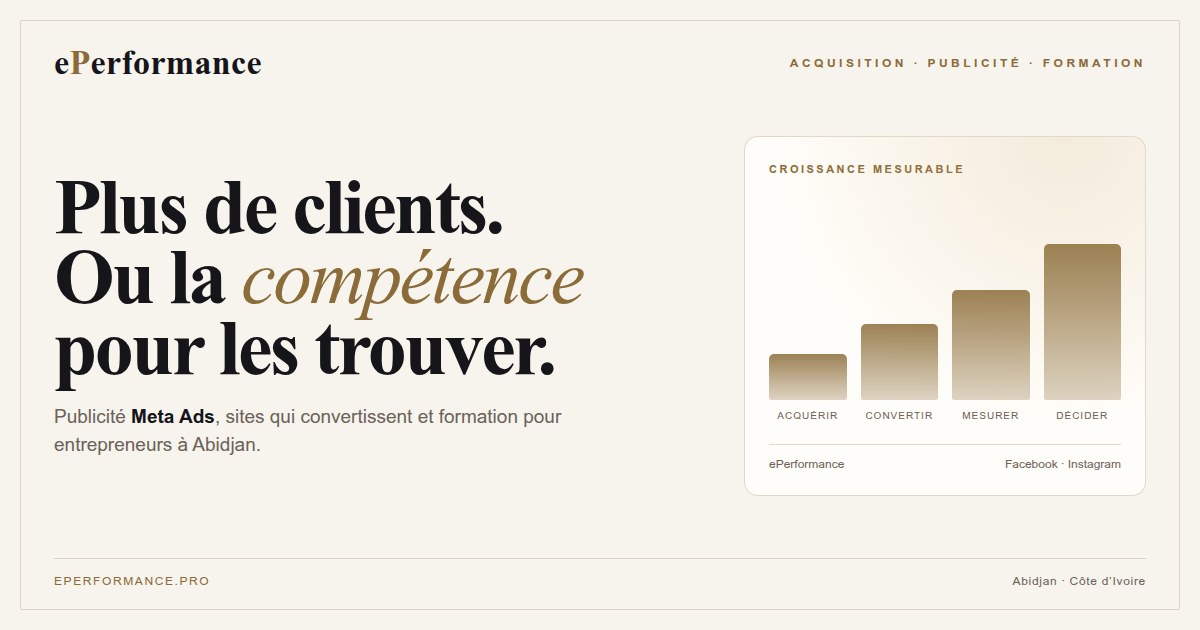 ePerformance
ACQUISITION · PUBLICITÉ · FORMATION
Plus de clients.
Ou la compétence
pour les trouver.
Publicité Meta Ads, sites qui convertissent et formation pour
entrepreneurs à Abidjan.
CROISSANCE MESURABLE
ACQUÉRIR CONVERTIR MESURER DÉCIDER
ePerformance Facebook · Instagram
EPERFORMANCE.PRO
Abidjan · Côte d'Ivoire